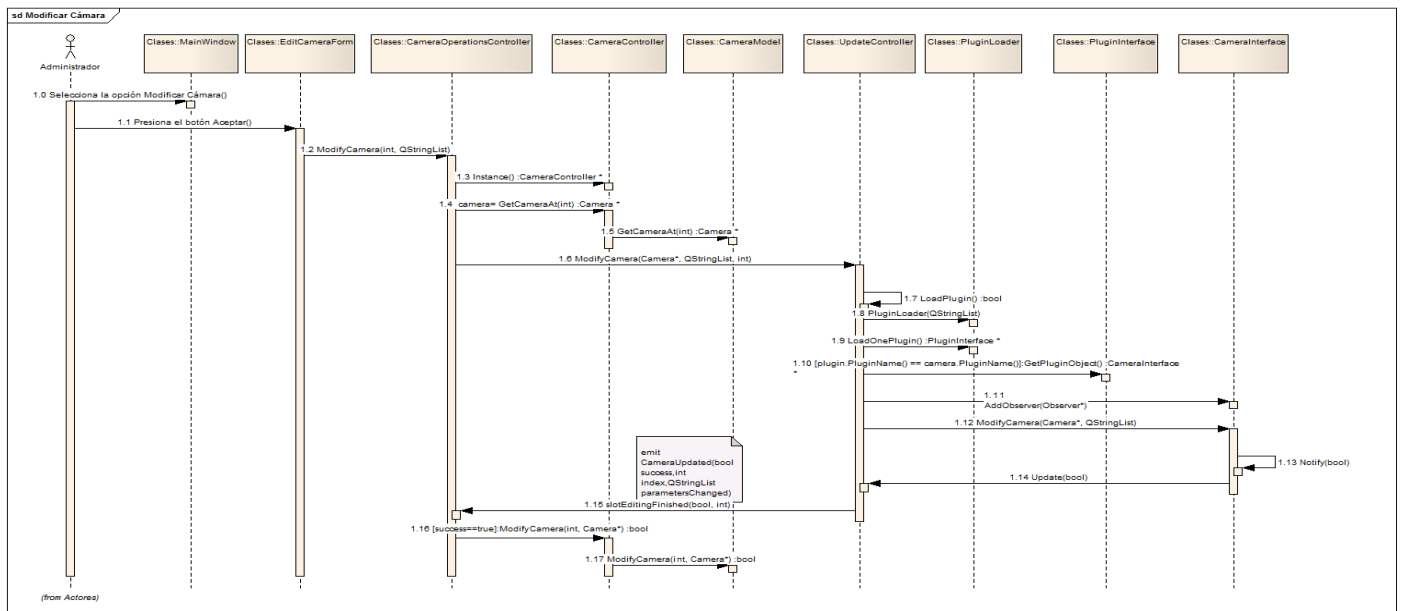 sd Modificar Cámara
Administrador
Clases::MainWindow
Clases::EditCameraForm
Clases::CameraOperationsController
Clases::CameraController
Clases::CameraModel
Clases::UpdateController
Clases::PluginLoader
Clases::PluginInterface
Clases::CameraInterface
1.0 Selecciona la opción Modificar Cámara()
1.1 Presiona el botón Aceptar()
1.2 ModifyCamera(int, QStringList)
1.3 Instance() :CameraController *
1.4 camera= GetCameraAt(int) :Camera *
1.5 GetCameraAt(int) :Camera *
1.6 ModifyCamera(Camera*, QStringList, int)
1.7 LoadPlugin() :bool
1.8 PluginLoader(QStringList)
1.9 LoadOnePlugin() :PluginInterface *
1.10 [plugin.PluginName() == camera.PluginName()]:GetPluginObject() :CameraInterface
*
1.11
AddObserver(Observer*)
1.12 ModifyCamera(Camera*, QStringList)
1.13 Notify(bool)
1.14 Update(bool)
emit
CameraUpdated(bool
success,int
index,QStringList
parametersChanged)
1.15 slotEditingFinished(bool, int)
1.16 [success==true]:ModifyCamera(int, Camera*) :bool
1.17 ModifyCamera(int, Camera*) :bool
(from Actores)